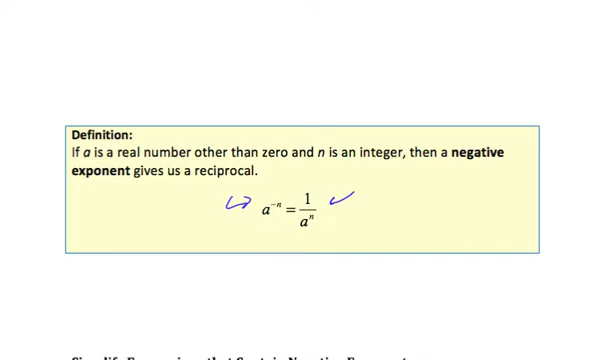 Definition:
If a is a real number other than zero and n is an integer, then a negative
exponent gives us a reciprocal.
a⁻ⁿ = 1/aⁿ